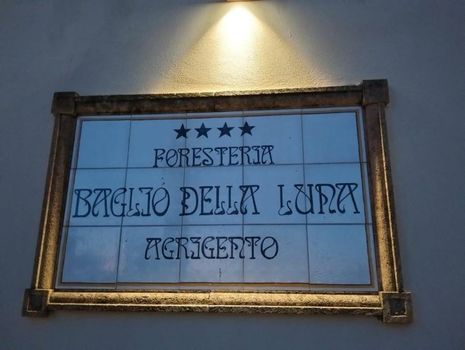 ★★★★
FORESTERIA
BAGLIO DELLA LUNA
AGRIGENTO